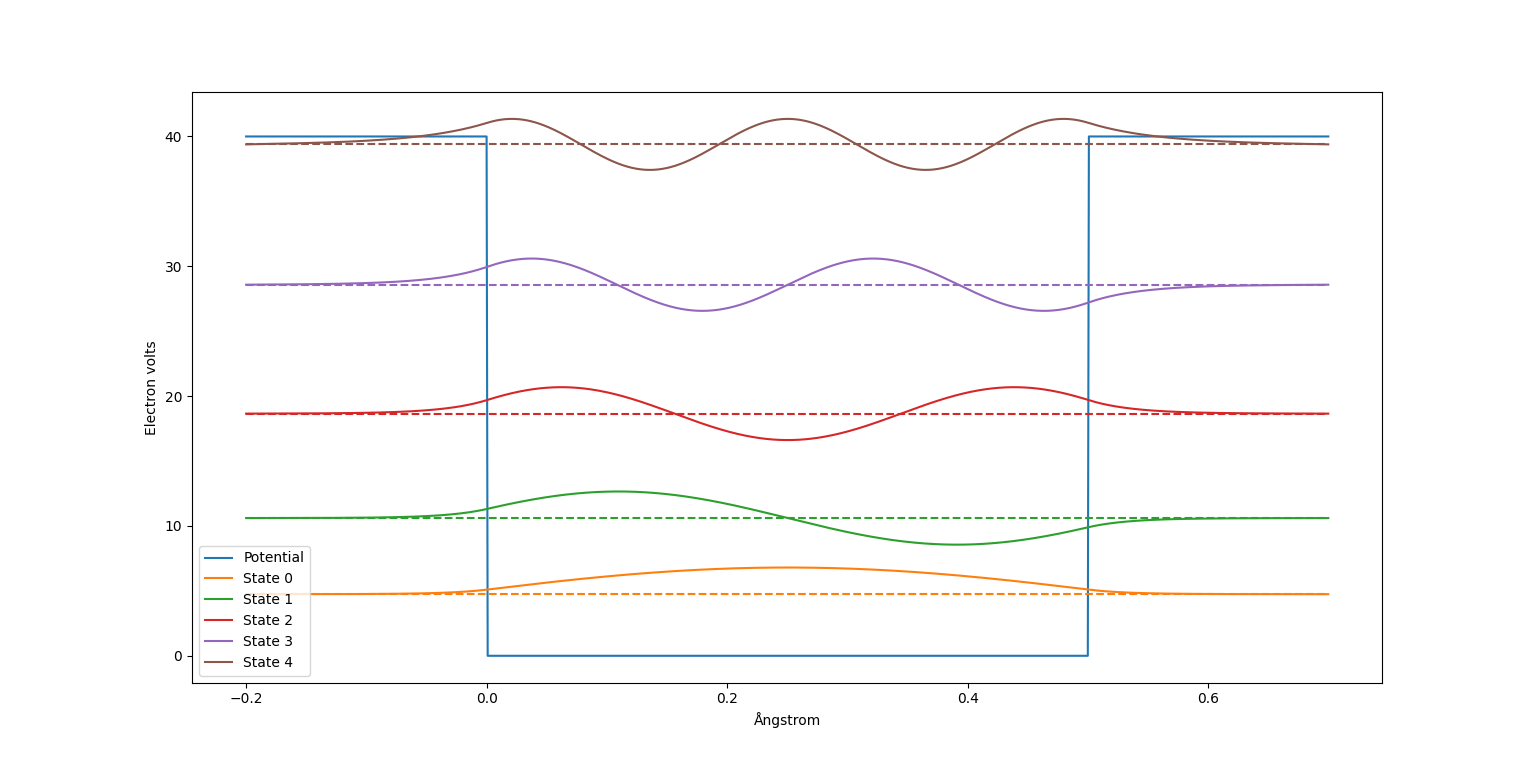 40
30
20
10
0
Electron volts
Potential
State 0
State 1
State 2
State 3
State 4
−0.2
0.0
0.2
0.4
0.6
Ångstrom